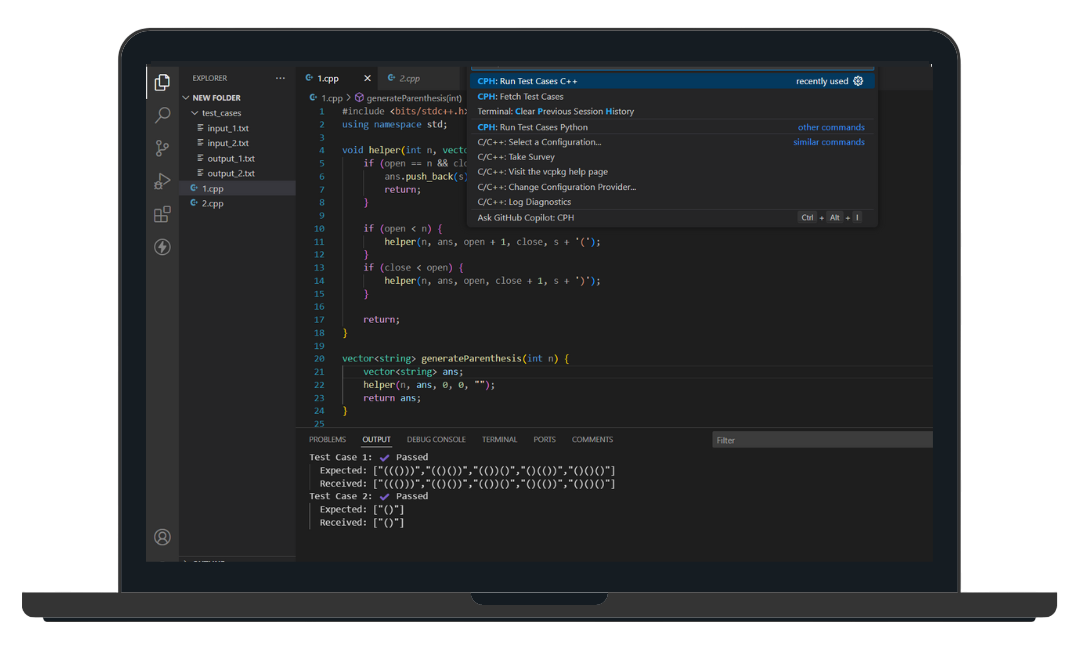 EXPLORER ...
NEW FOLDER
test_cases
input_1.txt
input_2.txt
output_1.txt
output_2.txt
1.cpp
2.cpp
1.cpp 2.cpp
1.cpp > generateParenthesis(int)
CPH: Run Test Cases C++ recently used
CPH: Fetch Test Cases
Terminal: Clear Previous Session History
CPH: Run Test Cases Python other commands
C/C++: Select a Configuration... similar commands
C/C++: Take Survey
C/C++: Visit the vcpkg help page
C/C++: Change Configuration Provider...
C/C++: Log Diagnostics
Ask GitHub Copilot: CPH Ctrl + Alt + I
1 #include <bits/stdc++.h>
2 using namespace std;
3
4 void helper(int n, vecto
5 if (open == n && clo
6 ans.push_back(s)
7 return;
8 }
9
10 if (open < n) {
11 helper(n, ans, open + 1, close, s + '(');
12 }
13 if (close < open) {
14 helper(n, ans, open, close + 1, s + ')');
15 }
16
17 return;
18 }
19
20 vector<string> generateParenthesis(int n) {
21 vector<string> ans;
22 helper(n, ans, 0, 0, "");
23 return ans;
24 }
25
PROBLEMS OUTPUT DEBUG CONSOLE TERMINAL PORTS COMMENTS Filter
Test Case 1: ✔ Passed
Expected: ["((()))","(()())","(())()","()(())","()()()"]
Received: ["((()))","(()())","(())()","()(())","()()()"]
Test Case 2: ✔ Passed
Expected: ["()"]
Received: ["()"]